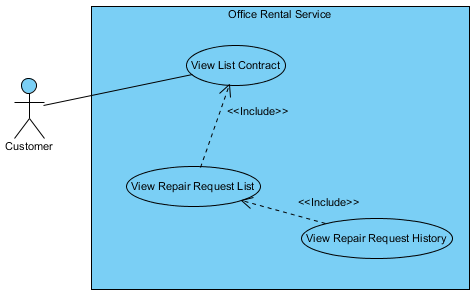 Office Rental Service
View List Contract
<<Include>>
Customer
View Repair Request List
<<Include>>
View Repair Request History